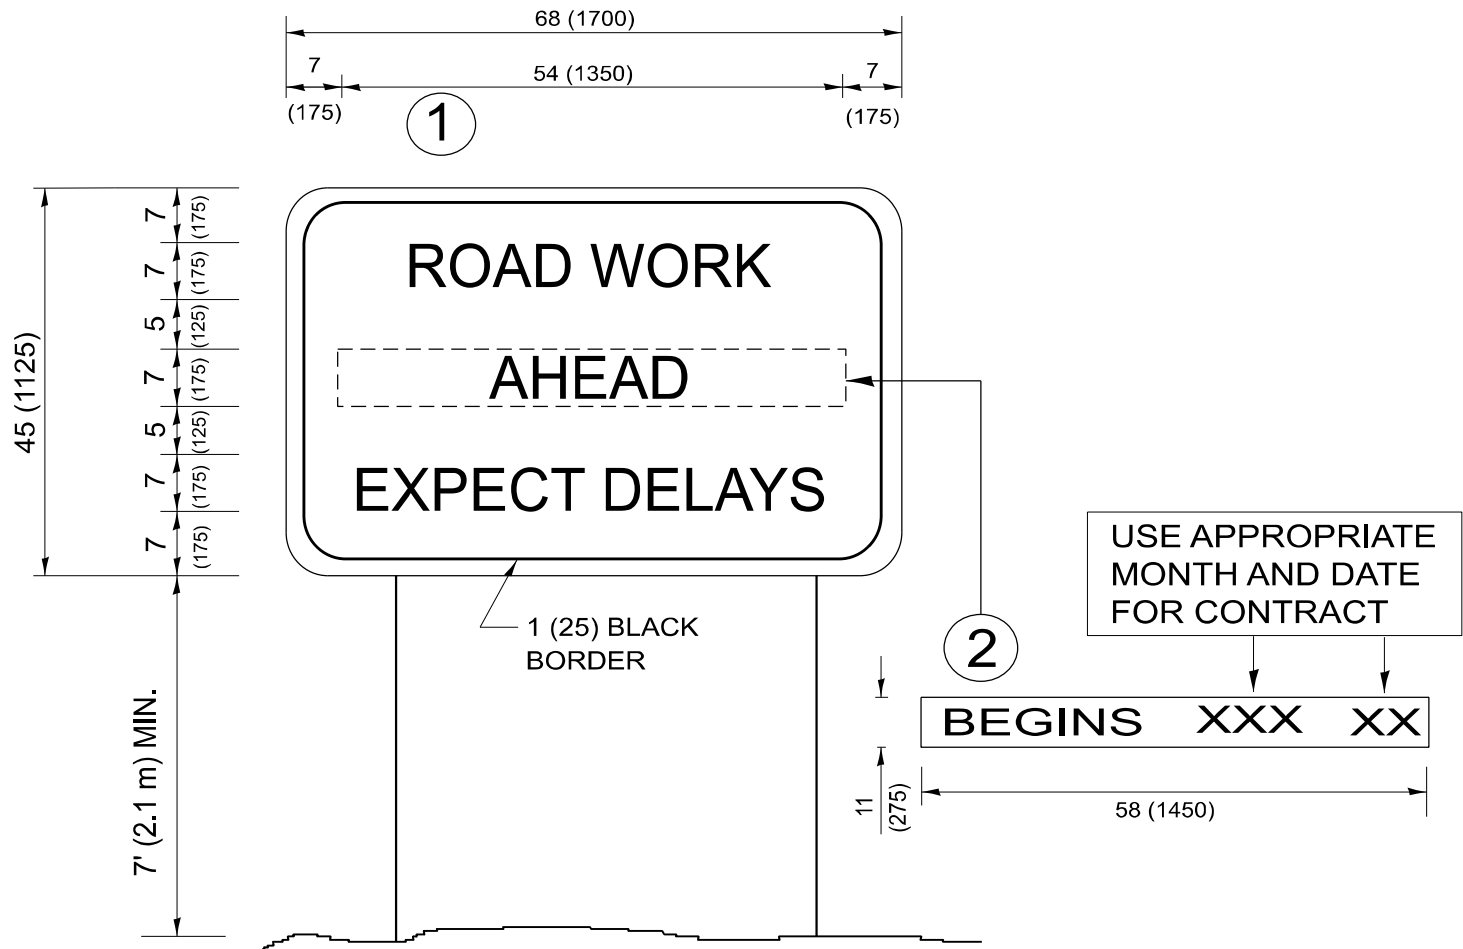 68 (1700)
7
54 (1350)
7
(175)
(175)
1
7
(175)
7
(175)
5
(125)
7
(175)
5
(125)
7
(175)
7
(175)
45 (1125)
ROAD WORK
AHEAD
EXPECT DELAYS
1 (25) BLACK
BORDER
7' (2.1 m) MIN.
2
USE APPROPRIATE
MONTH AND DATE
FOR CONTRACT
BEGINS XXX XX
11
(275)
58 (1450)